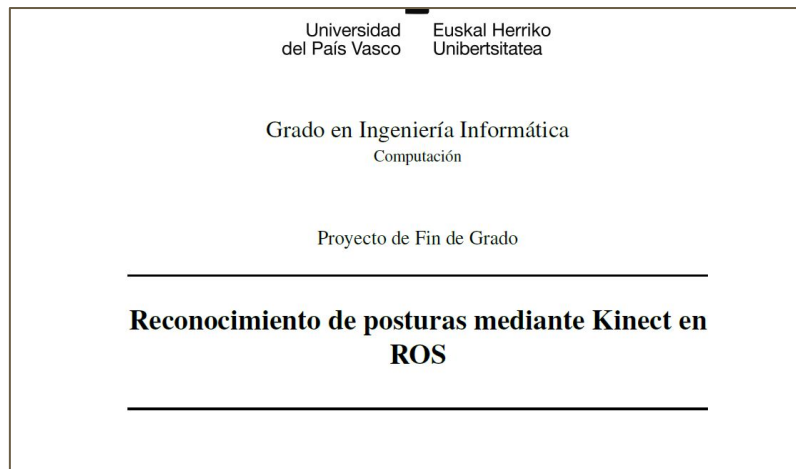 Universidad Euskal Herriko
del País Vasco Unibertsitatea
Grado en Ingeniería Informática
Computación
Proyecto de Fin de Grado
Reconocimiento de posturas mediante Kinect en
ROS